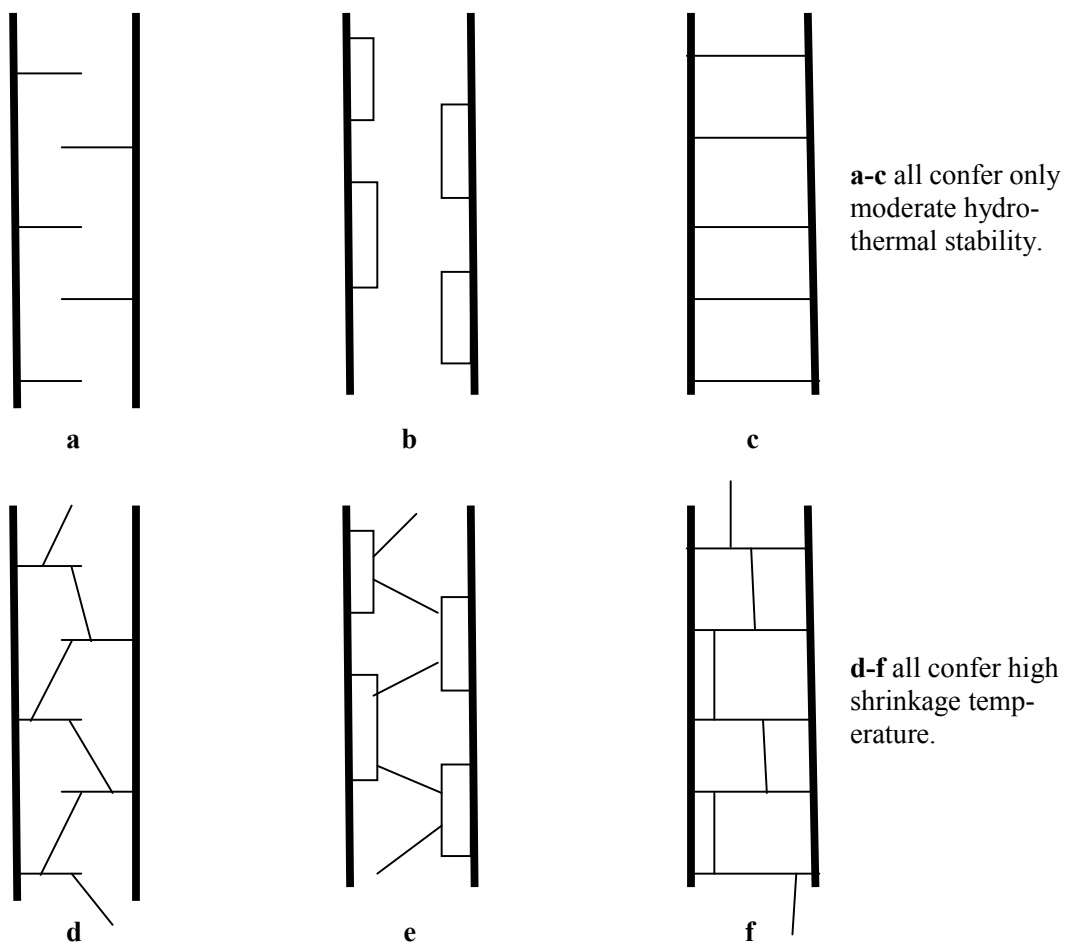 a-c all confer only
moderate hydro-
thermal stability.
a
b
c
d-f all confer high
shrinkage temp-
erature.
d
e
f